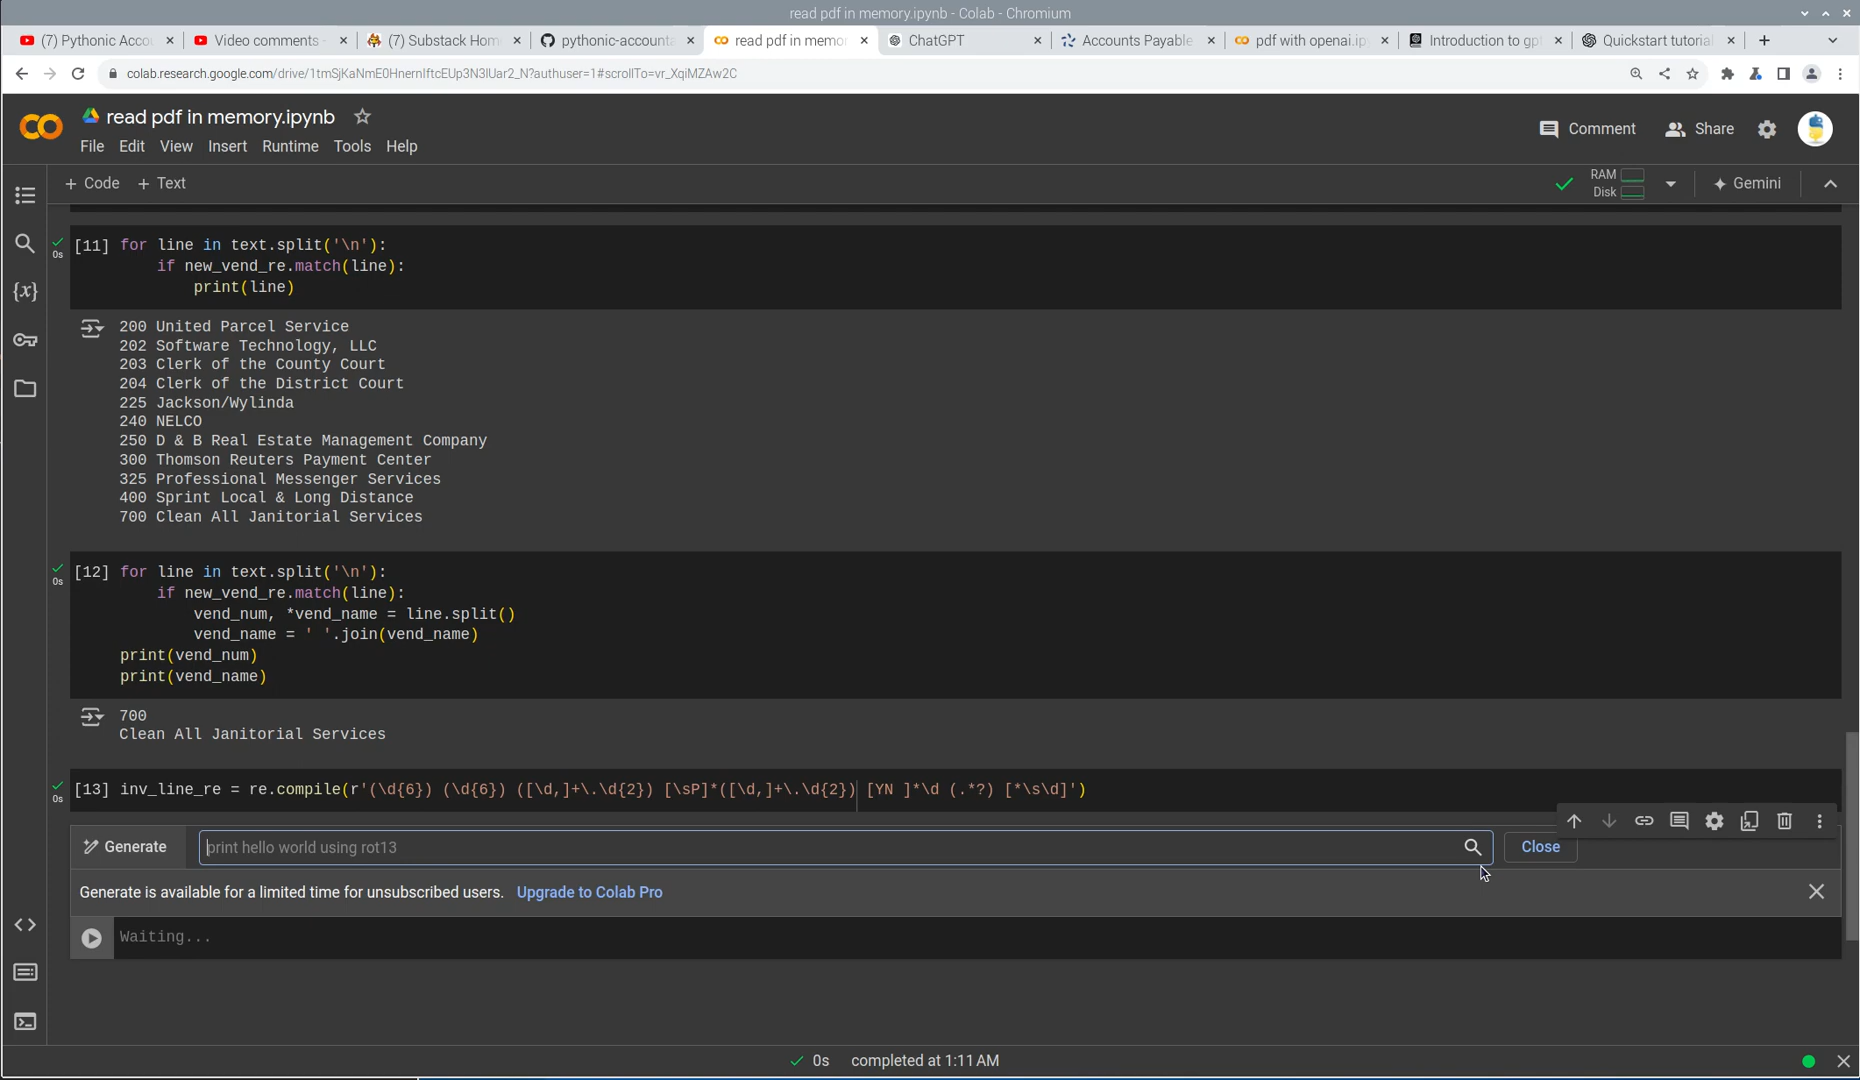 read pdf in memory.ipynb - Colab - Chromium
(7) Pythonic Accou
Video comments -
(7) Substack Hom
pythonic-accounta
read pdf in memor
ChatGPT
Accounts Payable
pdf with openai.ip
Introduction to gpt
Quickstart tutorial
colab.research.google.com/drive/1tmSjKaNmE0HnernIftcEUp3N3IUar2_N?authuser=1#scrollTo=vr_XqiMZAw2C
read pdf in memory.ipynb
Comment
Share
File Edit View Insert Runtime Tools Help
+ Code + Text
RAM
Disk
Gemini
[11] for line in text.split('\n'):
if new_vend_re.match(line):
print(line)
0s
200 United Parcel Service
202 Software Technology, LLC
203 Clerk of the County Court
204 Clerk of the District Court
225 Jackson/Wylinda
240 NELCO
250 D & B Real Estate Management Company
300 Thomson Reuters Payment Center
325 Professional Messenger Services
400 Sprint Local & Long Distance
700 Clean All Janitorial Services
[12] for line in text.split('\n'):
0s
if new_vend_re.match(line):
vend_num, *vend_name = line.split()
vend_name = ' '.join(vend_name)
print(vend_num)
print(vend_name)
700
Clean All Janitorial Services
[13] inv_line_re = re.compile(r'(\d{6}) (\d{6}) ([\d,]+\.\d{2}) [\sP]*([\d,]+\.\d{2}) [YN ]*\d (.*?) [*\s\d]')
0s
Generate
print hello world using rot13
Close
Generate is available for a limited time for unsubscribed users. Upgrade to Colab Pro
Waiting...
0s completed at 1:11 AM